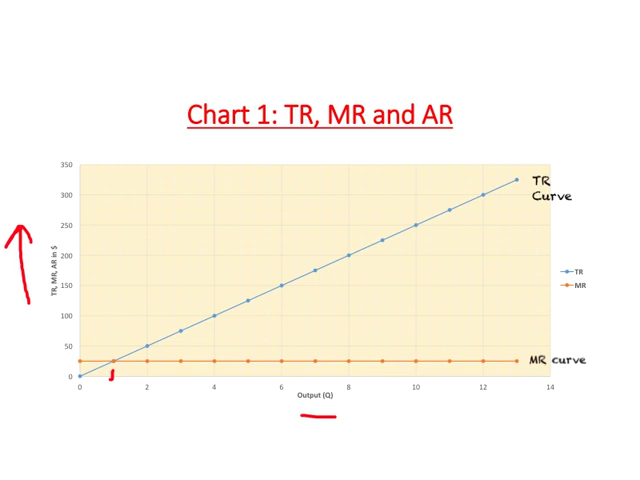 Chart 1: TR, MR and AR
350
300
250
200
150
100
50
0
TR, MR, AR in $
TR
Curve
TR
MR
MR curve
1
0 2 4 6 8 10 12 14
Output (Q)